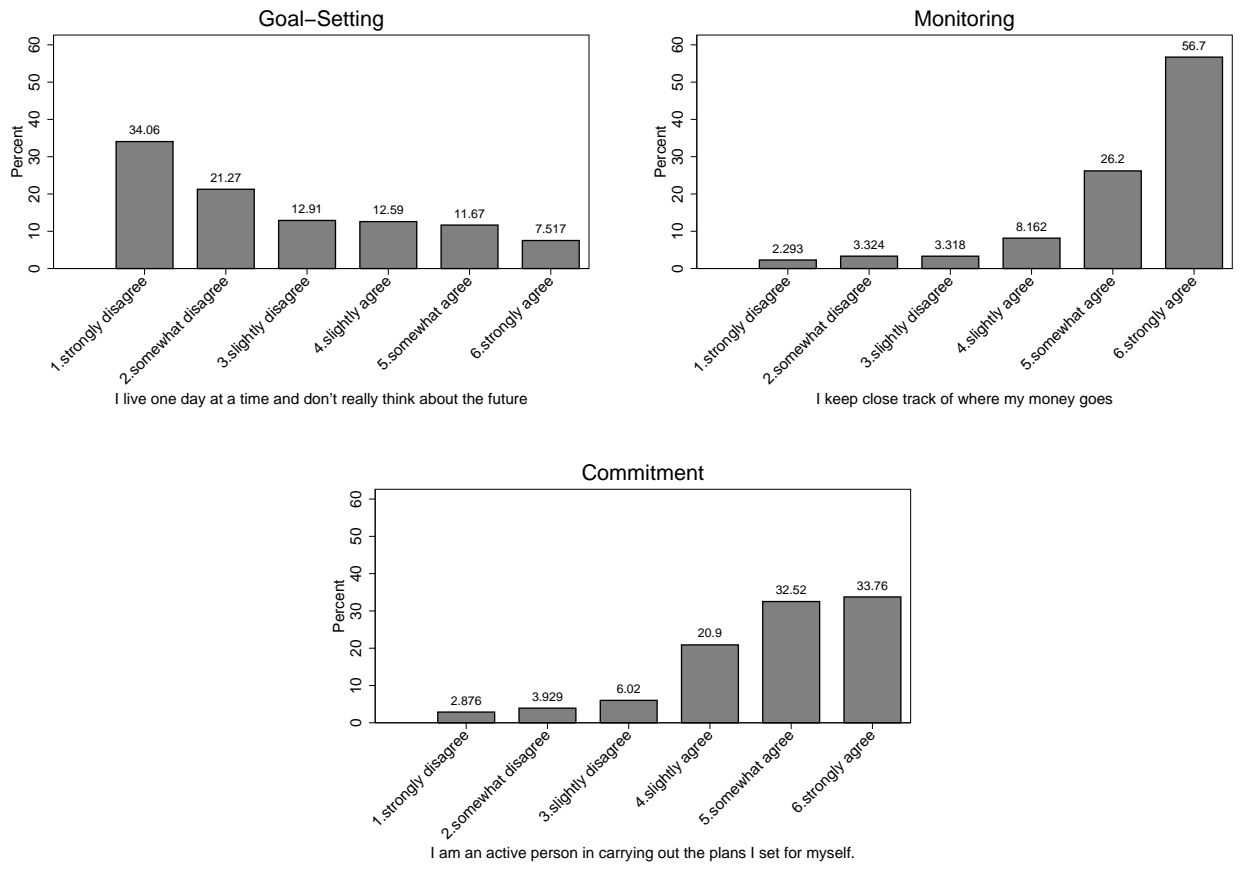 Goal−Setting
Percent
60
50
40
30
20
10
0
34.06
21.27
12.91
12.59
11.67
7.517
1.strongly disagree
2.somewhat disagree
3.slightly disagree
4.slightly agree
5.somewhat agree
6.strongly agree
I live one day at a time and don't really think about the future
Monitoring
Percent
60
50
40
30
20
10
0
2.293
3.324
3.318
8.162
26.2
56.7
1.strongly disagree
2.somewhat disagree
3.slightly disagree
4.slightly agree
5.somewhat agree
6.strongly agree
I keep close track of where my money goes
Commitment
Percent
60
50
40
30
20
10
0
2.876
3.929
6.02
20.9
32.52
33.76
1.strongly disagree
2.somewhat disagree
3.slightly disagree
4.slightly agree
5.somewhat agree
6.strongly agree
I am an active person in carrying out the plans I set for myself.